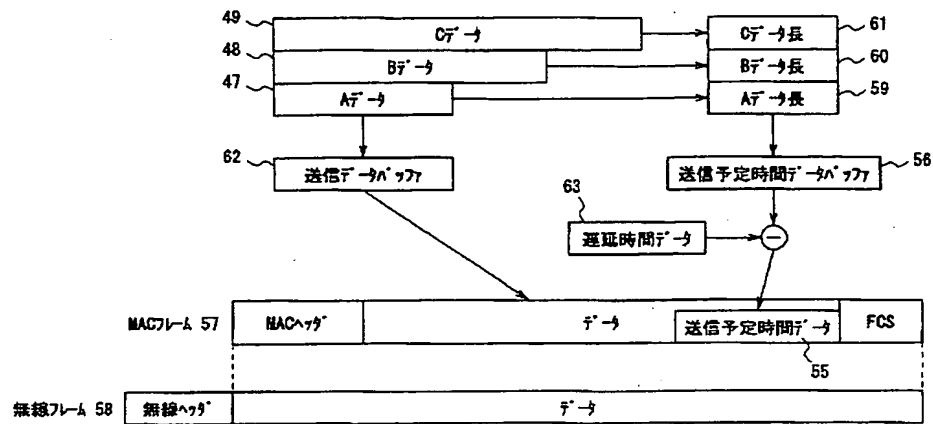 49 Cデータ Cデータ長 61
48 Bデータ Bデータ長 60
47 Aデータ Aデータ長 59
62 送信データバッファ 送信予定時間データバッファ 56
63
遅延時間データ −
MACフレーム 57 MACヘッダ データ 送信予定時間データ FCS
55
無線フレーム 58 無線ヘッダ データ